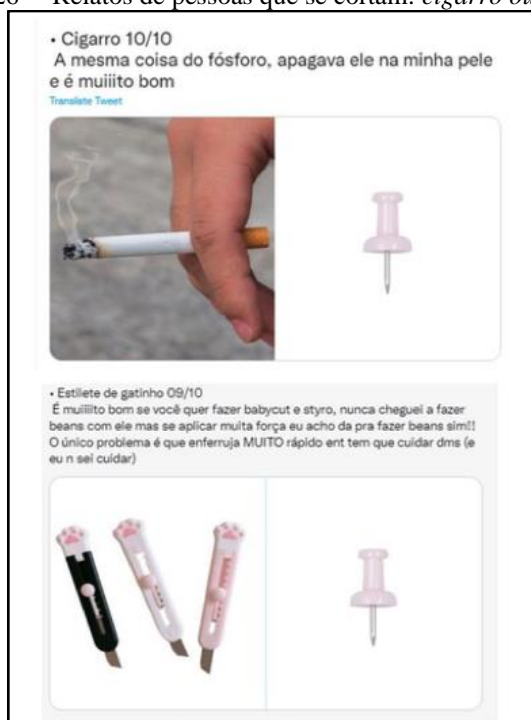 Relatos de pessoas que se cortam: cigarro
• Cigarro 10/10
A mesma coisa do fósforo, apagava ele na minha pele
e é muiiito bom
Translate Tweet
• Estilete de gatinho 09/10
É muiiiito bom se você quer fazer babycut e styro, nunca cheguei a fazer
beans com ele mas se aplicar muita força eu acho da pra fazer beans sim!!
O único problema é que enferruja MUITO rápido ent tem que cuidar dms (e
eu n sei cuidar)